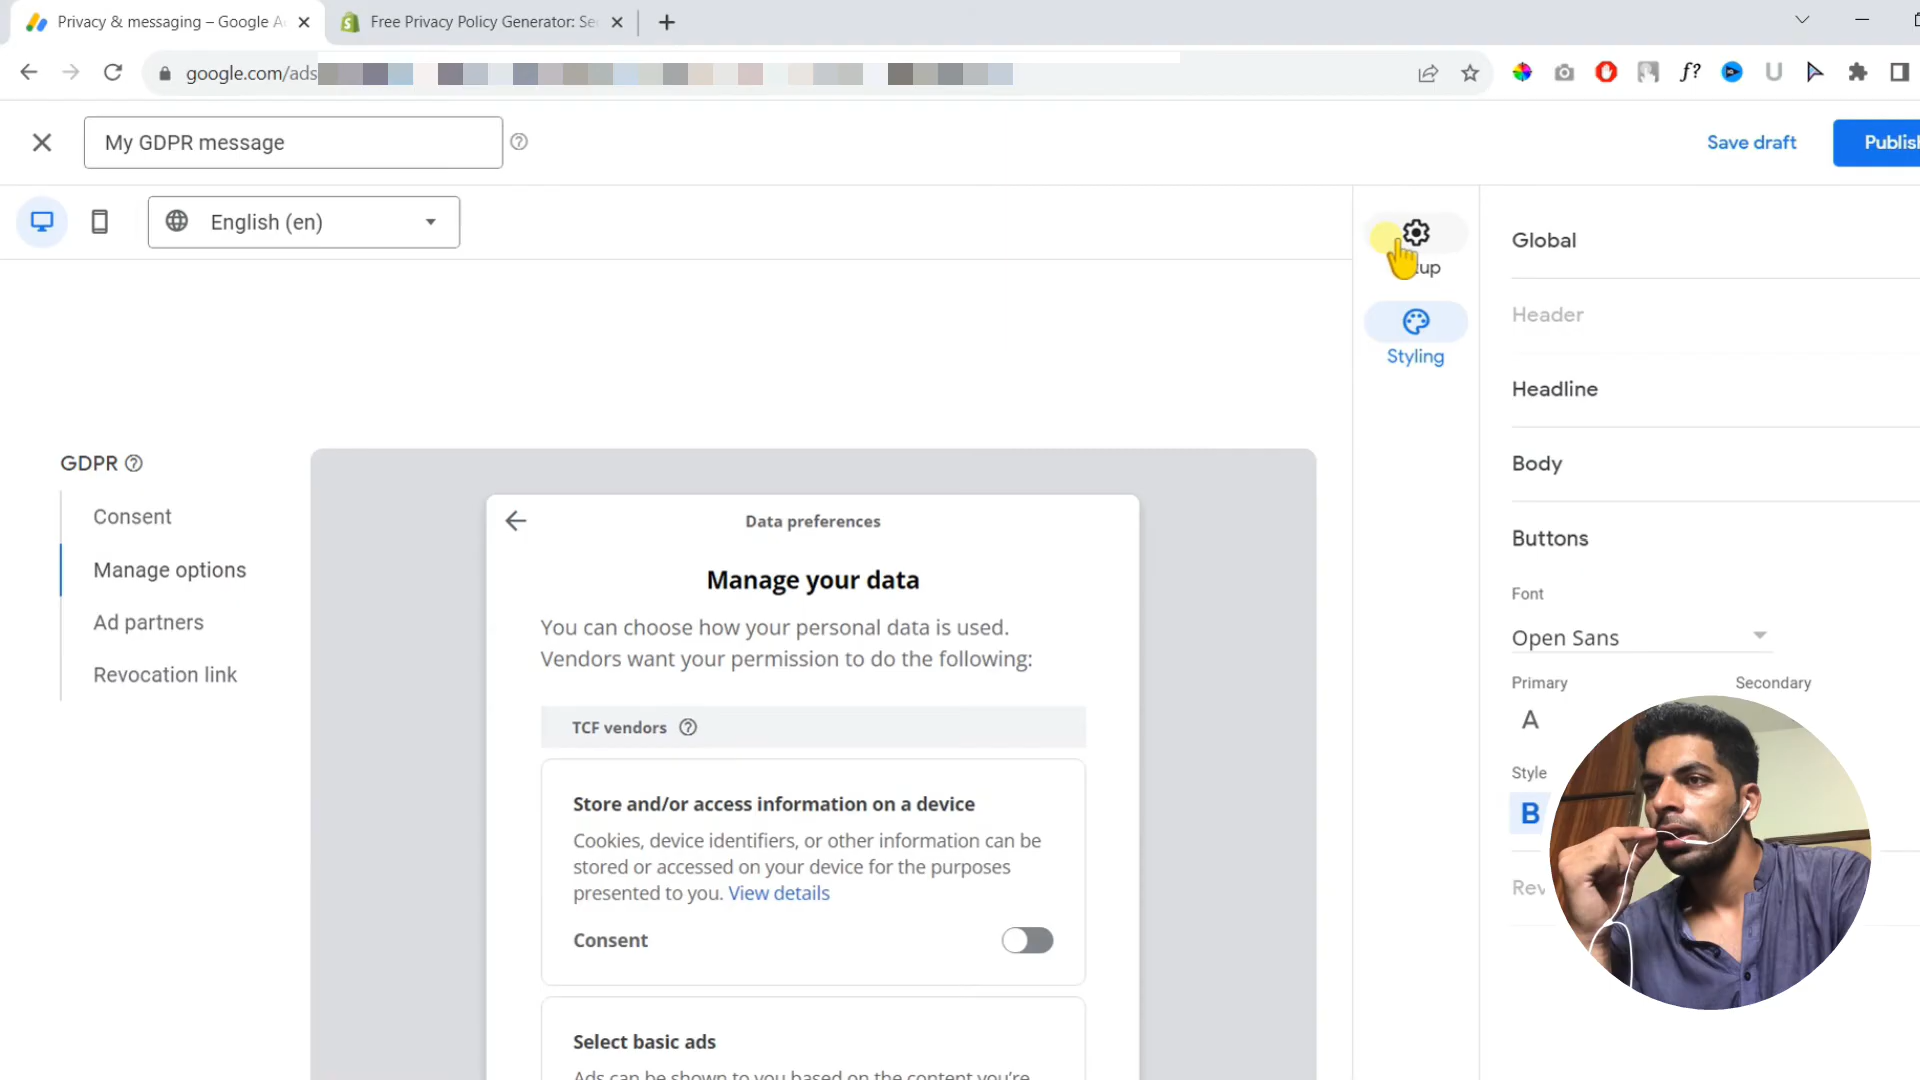 Privacy & messaging – Google A
Free Privacy Policy Generator: Se
google.com/ads
f?
U
My GDPR message
Save draft
Publish
English (en)
up
Global
Styling
Header
Headline
GDPR
Body
Consent
Data preferences
Buttons
Manage options
Manage your data
Font
Ad partners
You can choose how your personal data is used.
Vendors want your permission to do the following:
Open Sans
Revocation link
Primary
Secondary
A
TCF vendors
Style
B
Store and/or access information on a device
Cookies, device identifiers, or other information can be
stored or accessed on your device for the purposes
presented to you. View details
Rev
Consent
Select basic ads
Ads can be shown to you based on the content you're